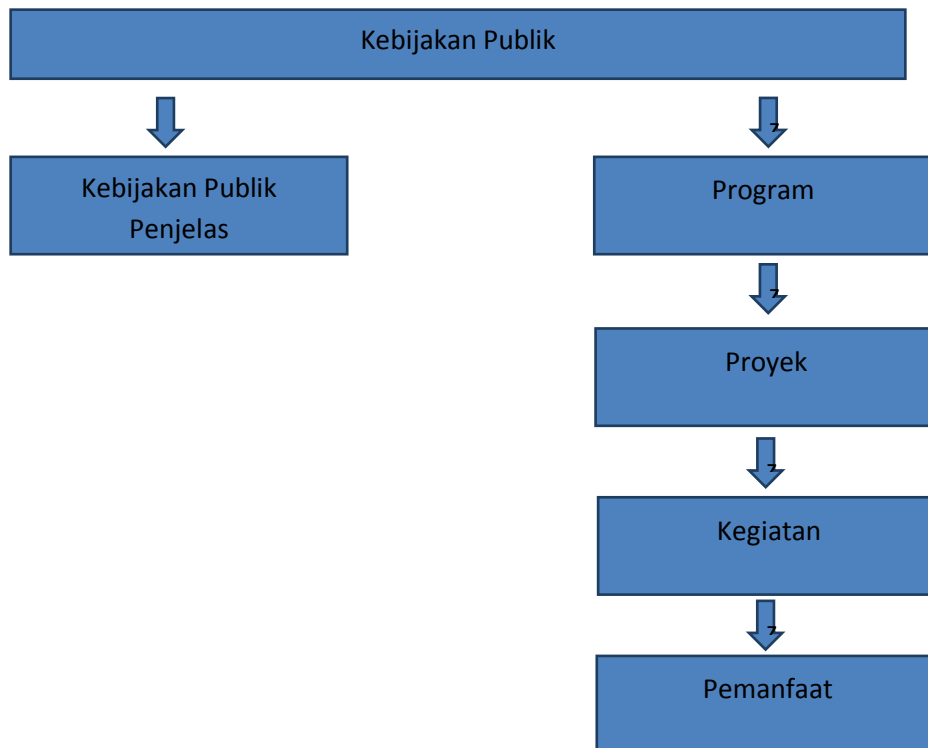 Kebijakan Publik
Kebijakan Publik
Penjelas
Program
Proyek
Kegiatan
Pemanfaat